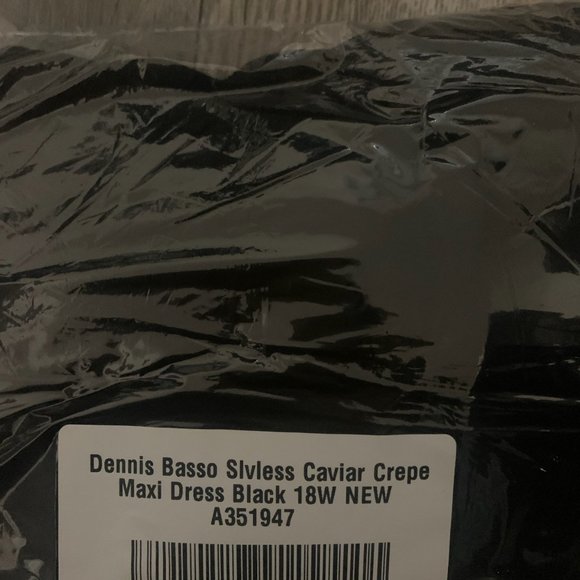 Dennis Basso Slvless Caviar Crepe
Maxi Dress Black 18W NEW
A351947